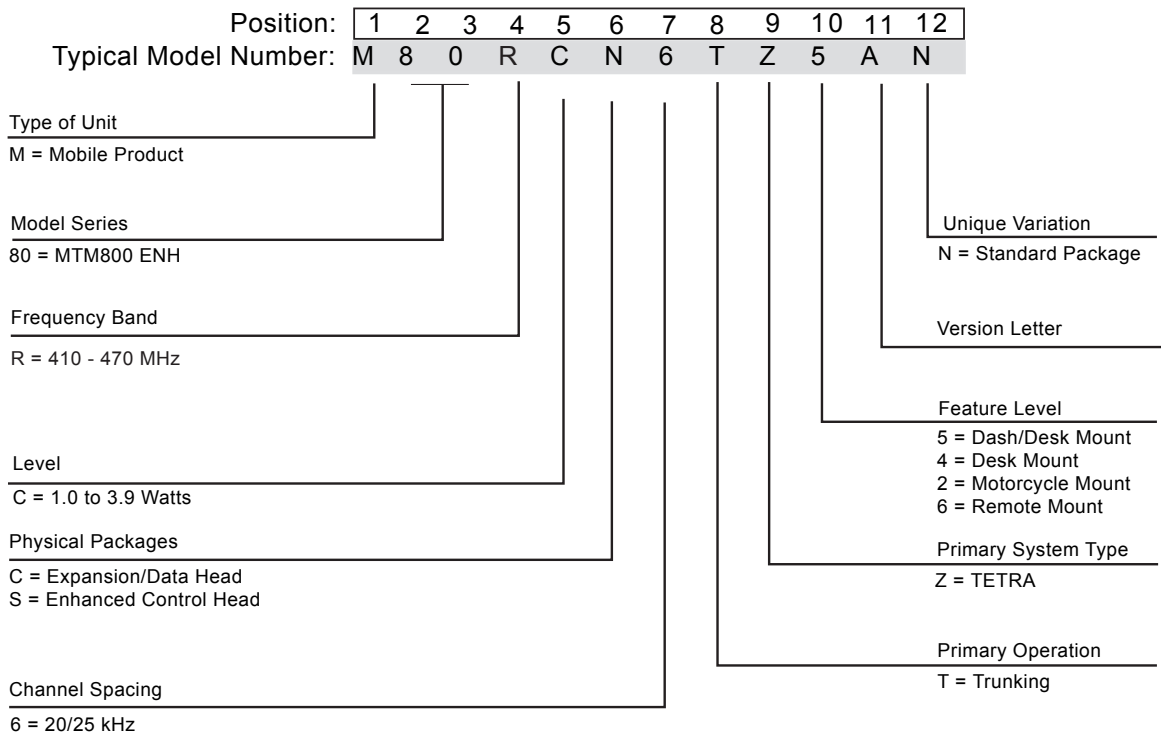 Position: 1 2 3 4 5 6 7 8 9 10 11 12
Typical Model Number: M 8 0 R C N 6 T Z 5 A N
Type of Unit
M = Mobile Product
Model Series
80 = MTM800 ENH
Frequency Band
R = 410 - 470 MHz
Level
C = 1.0 to 3.9 Watts
Physical Packages
C = Expansion/Data Head
S = Enhanced Control Head
Channel Spacing
6 = 20/25 kHz
Unique Variation
N = Standard Package
Version Letter
Feature Level
5 = Dash/Desk Mount
4 = Desk Mount
2 = Motorcycle Mount
6 = Remote Mount
Primary System Type
Z = TETRA
Primary Operation
T = Trunking